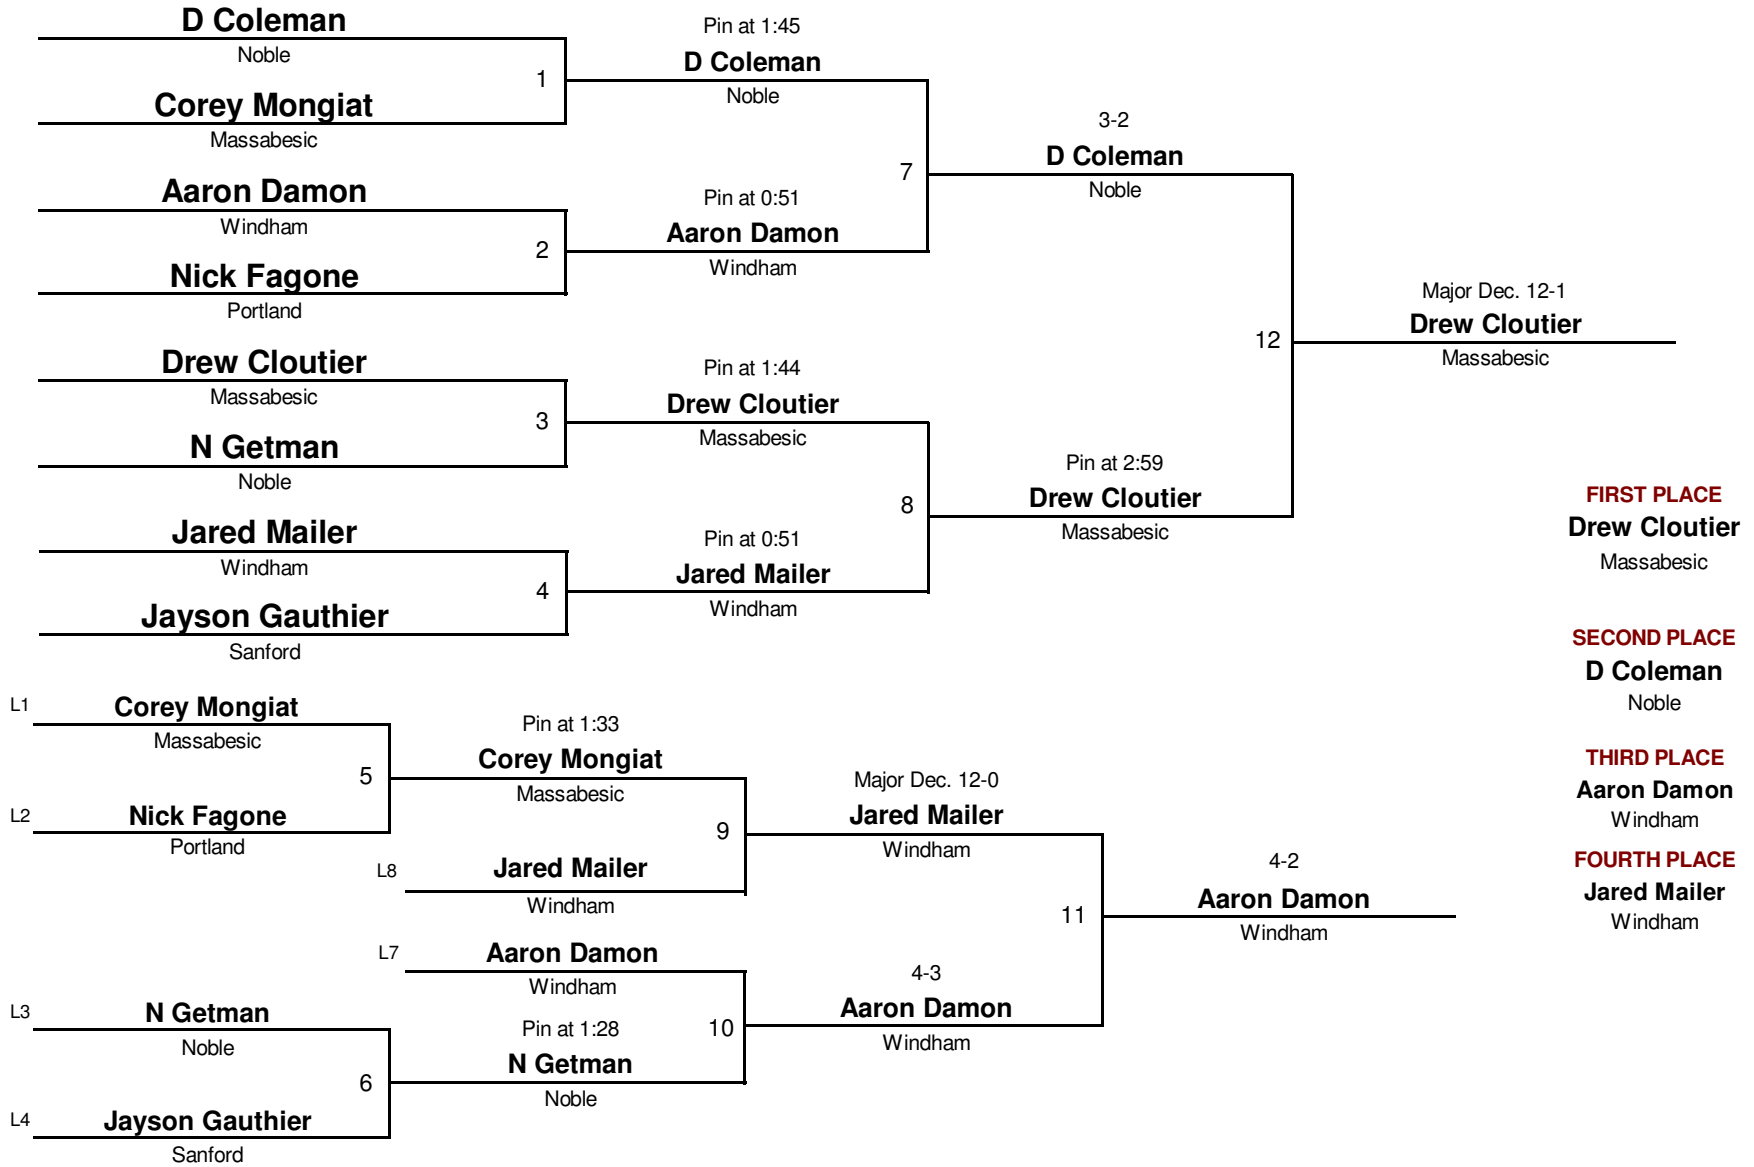 D Coleman
Noble
1
Corey Mongiat
Massabesic
Aaron Damon
Windham
2
Nick Fagone
Portland
Drew Cloutier
Massabesic
3
N Getman
Noble
Jared Mailer
Windham
4
Jayson Gauthier
Sanford
Pin at 1:45
D Coleman
Noble
7
Pin at 0:51
Aaron Damon
Windham
Pin at 1:44
Drew Cloutier
Massabesic
8
Pin at 0:51
Jared Mailer
Windham
3-2
D Coleman
Noble
12
Pin at 2:59
Drew Cloutier
Massabesic
Major Dec. 12-1
Drew Cloutier
Massabesic
FIRST PLACE
Drew Cloutier
Massabesic
SECOND PLACE
D Coleman
Noble
THIRD PLACE
Aaron Damon
Windham
FOURTH PLACE
Jared Mailer
Windham
L1
Corey Mongiat
Massabesic
5
L2
Nick Fagone
Portland
L3
N Getman
Noble
6
L4
Jayson Gauthier
Sanford
Pin at 1:33
Corey Mongiat
Massabesic
9
L8
Jared Mailer
Windham
L7
Aaron Damon
Windham
Pin at 1:28
10
N Getman
Noble
Major Dec. 12-0
Jared Mailer
Windham
11
4-3
Aaron Damon
Windham
4-2
Aaron Damon
Windham